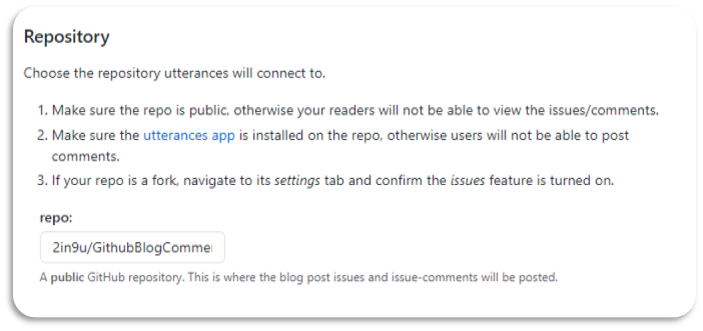 Repository
Choose the repository utterances will connect to.
1. Make sure the repo is public, otherwise your readers will not be able to view the issues/comments.
2. Make sure the utterances app is installed on the repo, otherwise users will not be able to post
comments.
3. If your repo is a fork, navigate to its settings tab and confirm the issues feature is turned on.
repo:
2in9u/GithubBlogComme
A public GitHub repository. This is where the blog post issues and issue-comments will be posted.